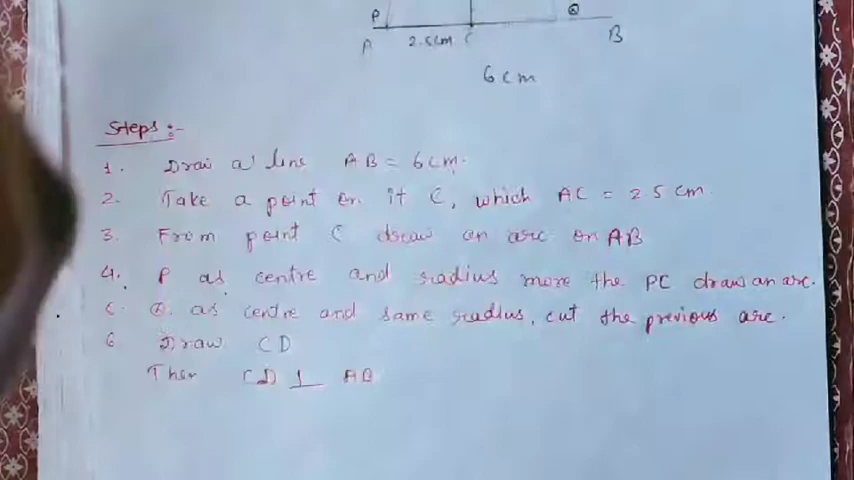 P
Q
A 2.5cm C B
6cm
Steps :-
1. Draw a line AB = 6cm.
2. Take a point on it C, which AC = 2.5 cm.
3. From point C draw an arc on AB
4. P as centre and radius more the PC draw an arc.
5. Q as centre and same radius, cut the previous arc.
6 Draw CD
Then CD ⊥ AB